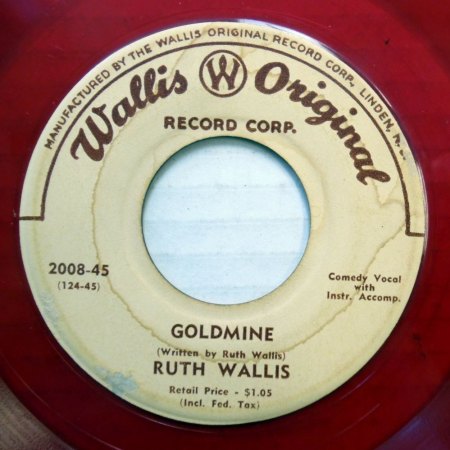 MANUFACTURED BY THE WALLIS ORIGINAL RECORD CORP. LINDEN, N.
Wallis W Original
RECORD CORP.
2008-45
(124-45)
Comedy Vocal
with
Instr. Accomp.
GOLDMINE
(Written by Ruth Wallis)
RUTH WALLIS
Retail Price - $1.05
(Incl. Fed. Tax)